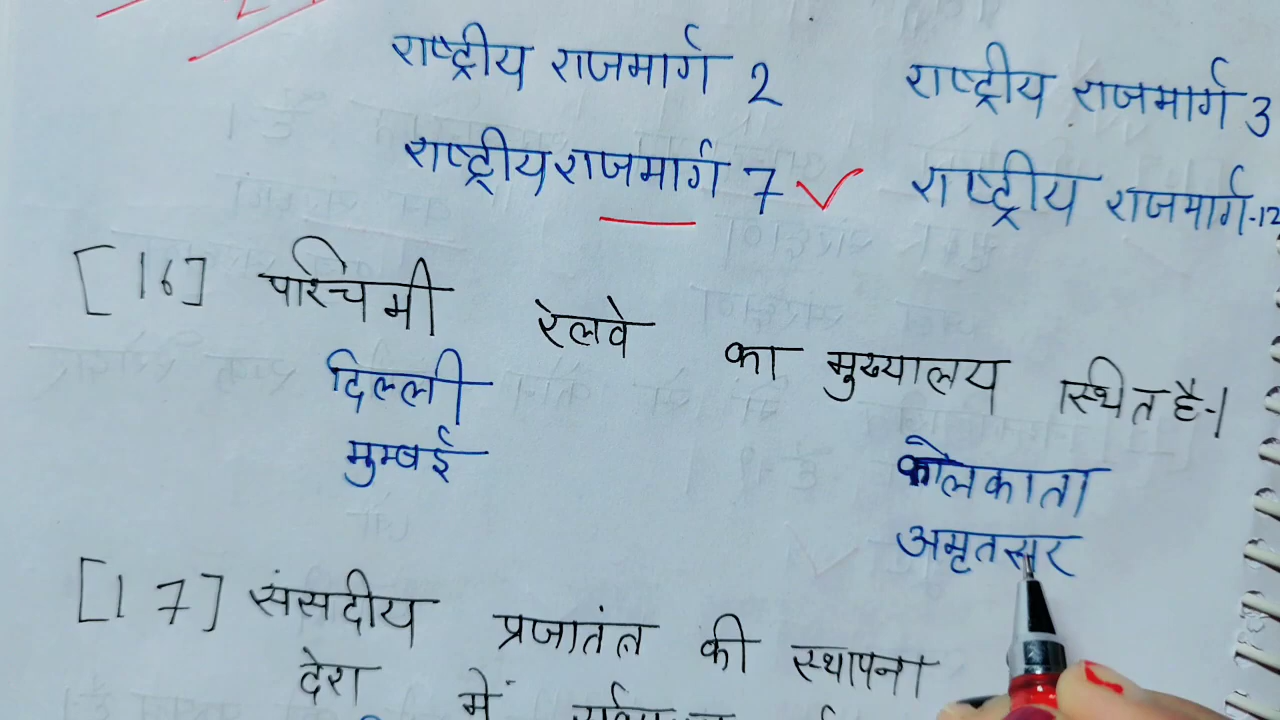 राष्ट्रीय राजमार्ग 2 राष्ट्रीय राजमार्ग 3
राष्ट्रीय राजमार्ग 7 राष्ट्रीय राजमार्ग-12
[16] पश्चिमी रेलवे का मुख्यालय स्थित है-।
दिल्ली कोलकाता
मुम्बई अमृतसर
[17] संसदीय प्रजातंत्र की स्थापना
देश में